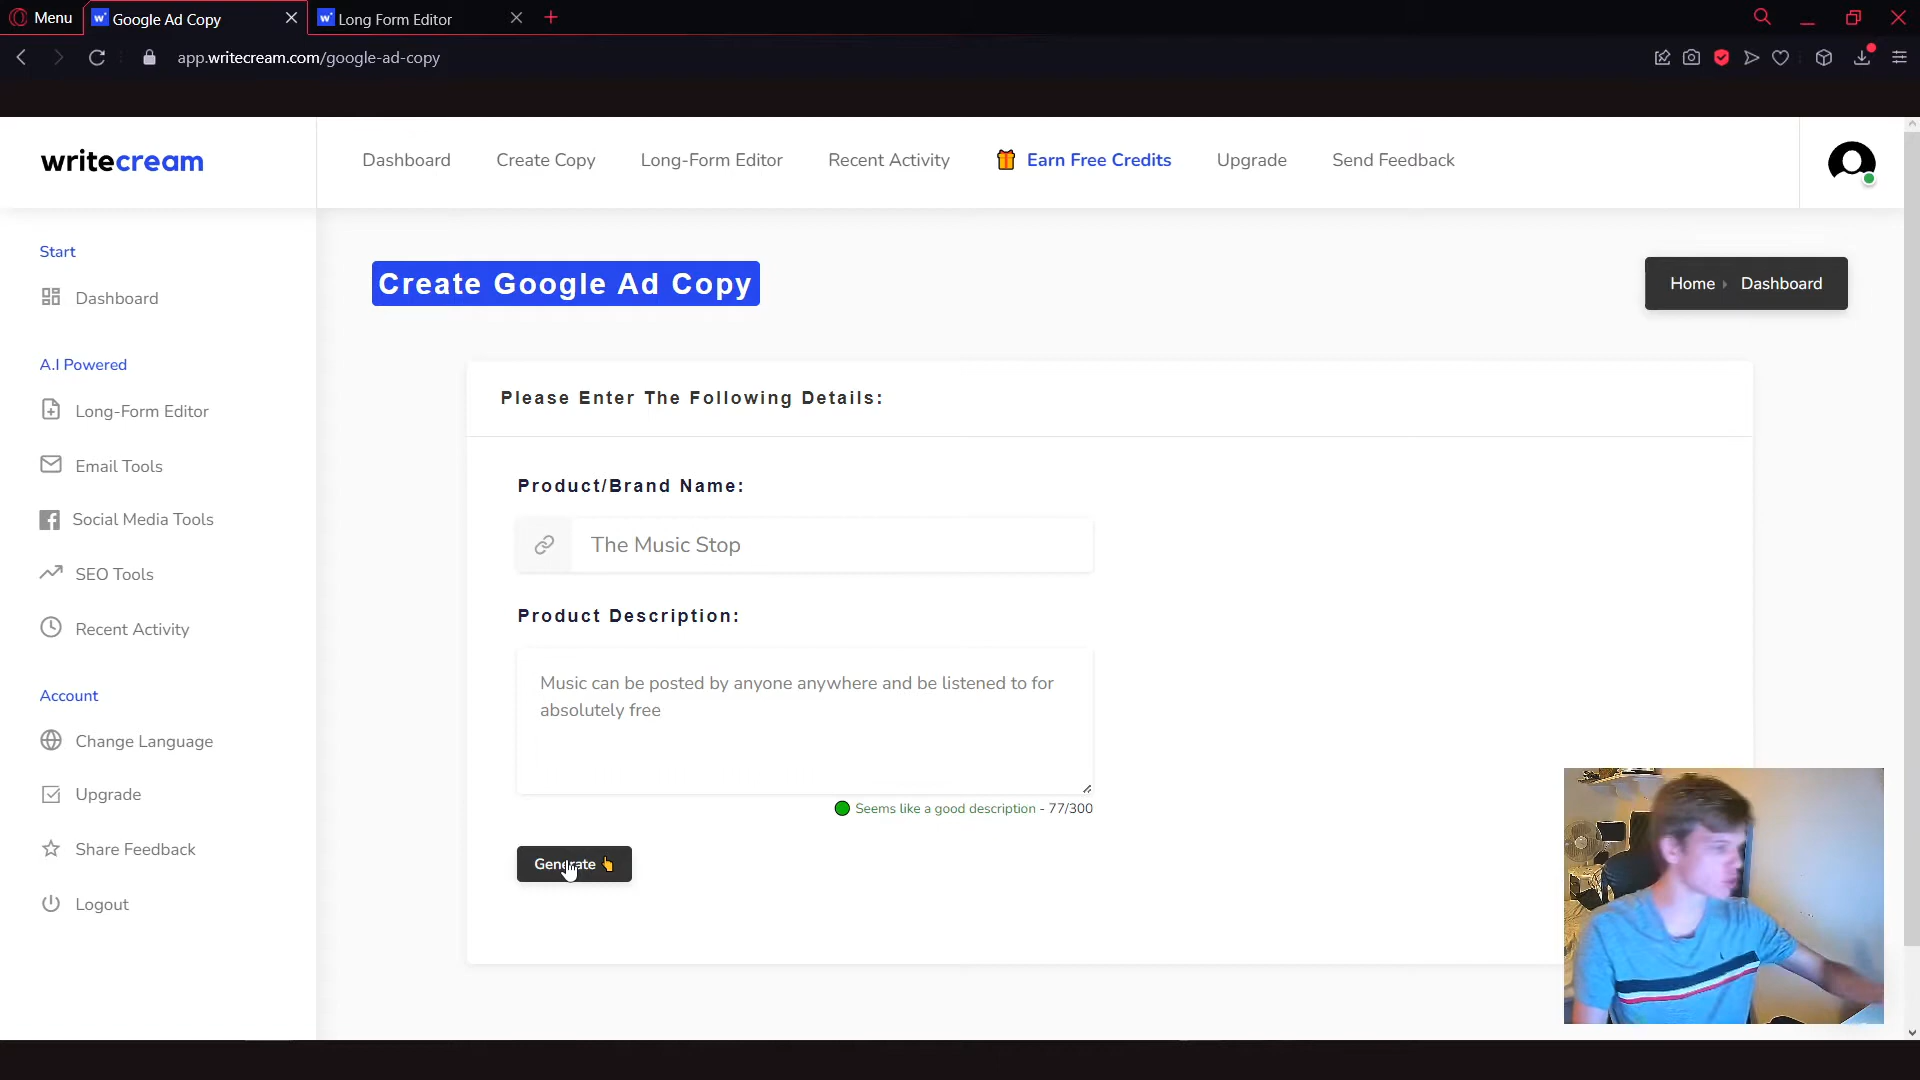 Menu
Google Ad Copy
Long Form Editor
app.writecream.com/google-ad-copy
writecream
Dashboard
Create Copy
Long-Form Editor
Recent Activity
Earn Free Credits
Upgrade
Send Feedback
Start
Dashboard
A.I Powered
Long-Form Editor
Email Tools
Social Media Tools
SEO Tools
Recent Activity
Account
Change Language
Upgrade
Share Feedback
Logout
Create Google Ad Copy
Home
Dashboard
Please Enter The Following Details:
Product/Brand Name:
The Music Stop
Product Description:
Music can be posted by anyone anywhere and be listened to for
absolutely free
Seems like a good description - 77/300
Generate